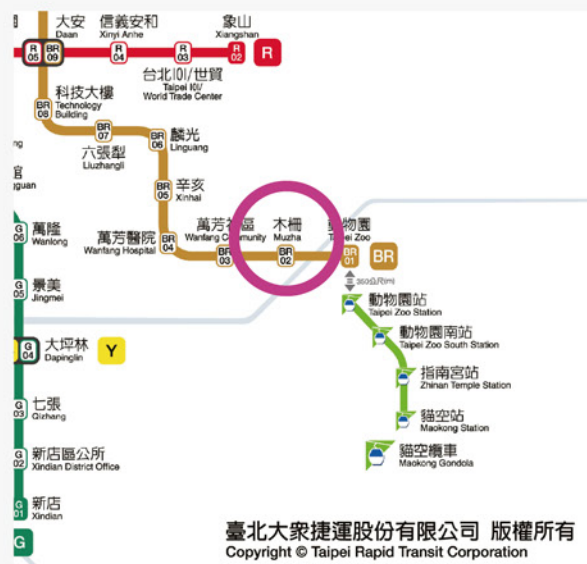 大安
Daan
信義安和
Xinyi Anhe
象山
Xiangshan
R
05
BR
09
R
04
R
03
R
02
R
台北101/世貿
Taipei 101/
World Trade Center
BR
08
科技大樓
Technology
Building
BR
07
六張犁
Liuzhangli
BR
06
麟光
Linguang
BR
05
辛亥
Xinhai
萬芳醫院
Wanfang Hospital
BR
04
萬芳社區
Wanfang Community
BR
03
木柵
Muzha
BR
02
動物園
Taipei Zoo
BR
01
BR
350公尺(m)
動物園站
Taipei Zoo Station
動物園南站
Taipei Zoo South Station
指南宮站
Zhinan Temple Station
貓空站
Maokong Station
貓空纜車
Maokong Gondola
ng
館
gguan
G
06
萬隆
Wanlong
G
05
景美
Jingmei
G
04
大坪林
Dapinglin
Y
G
03
七張
Qizhang
G
02
新店區公所
Xindian District Office
G
01
新店
Xindian
G
臺北大眾捷運股份有限公司 版權所有
Copyright © Taipei Rapid Transit Corporation